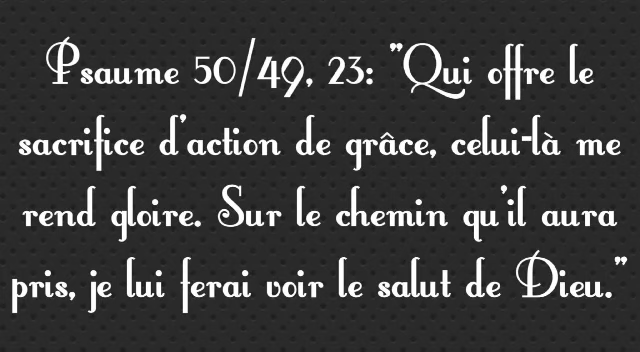 Psaume 50/49, 23: "Qui offre le
sacrifice d'action de grâce, celui-là me
rend gloire. Sur le chemin qu'il aura
pris, je lui ferai voir le salut de Dieu."